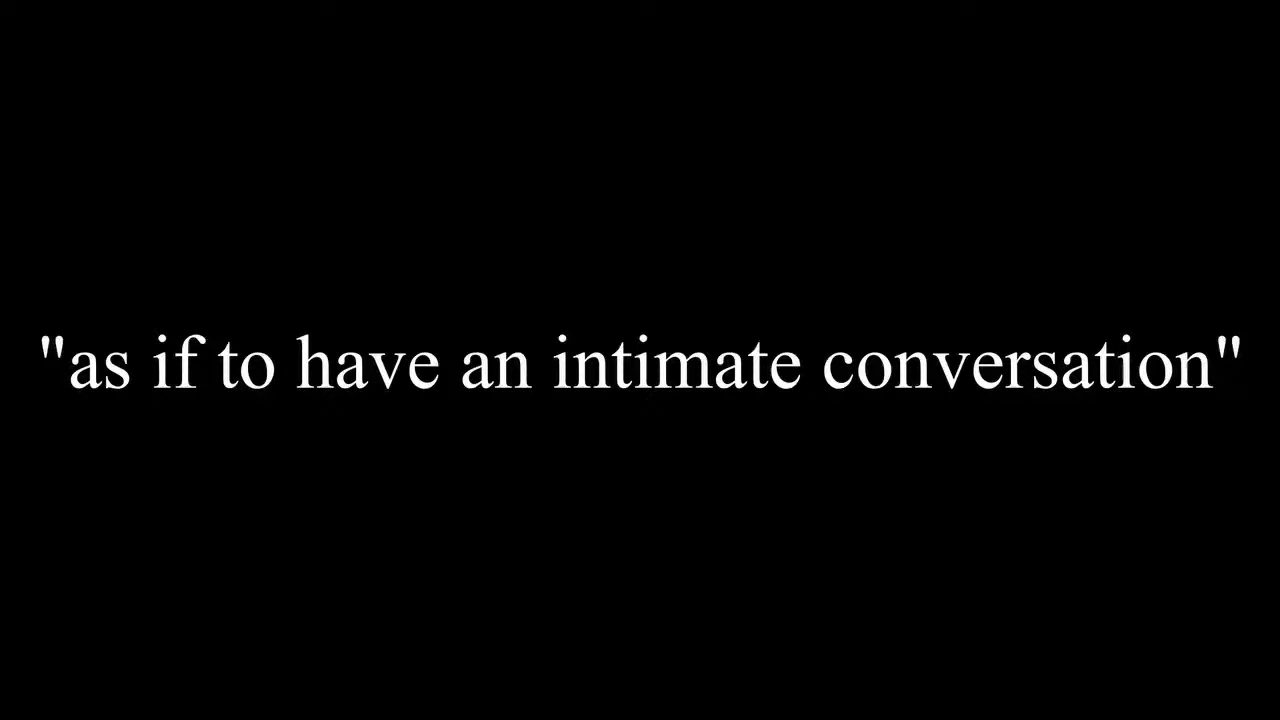 "as if to have an intimate conversation"